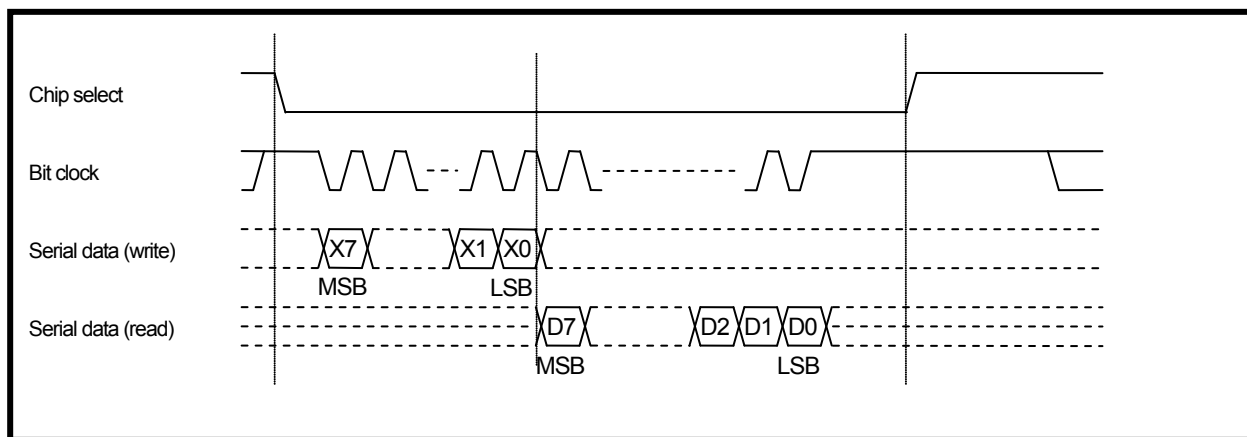 Chip select
Bit clock
Serial data (write)
X7 X1 X0
MSB LSB
Serial data (read)
D7 D2 D1 D0
MSB LSB